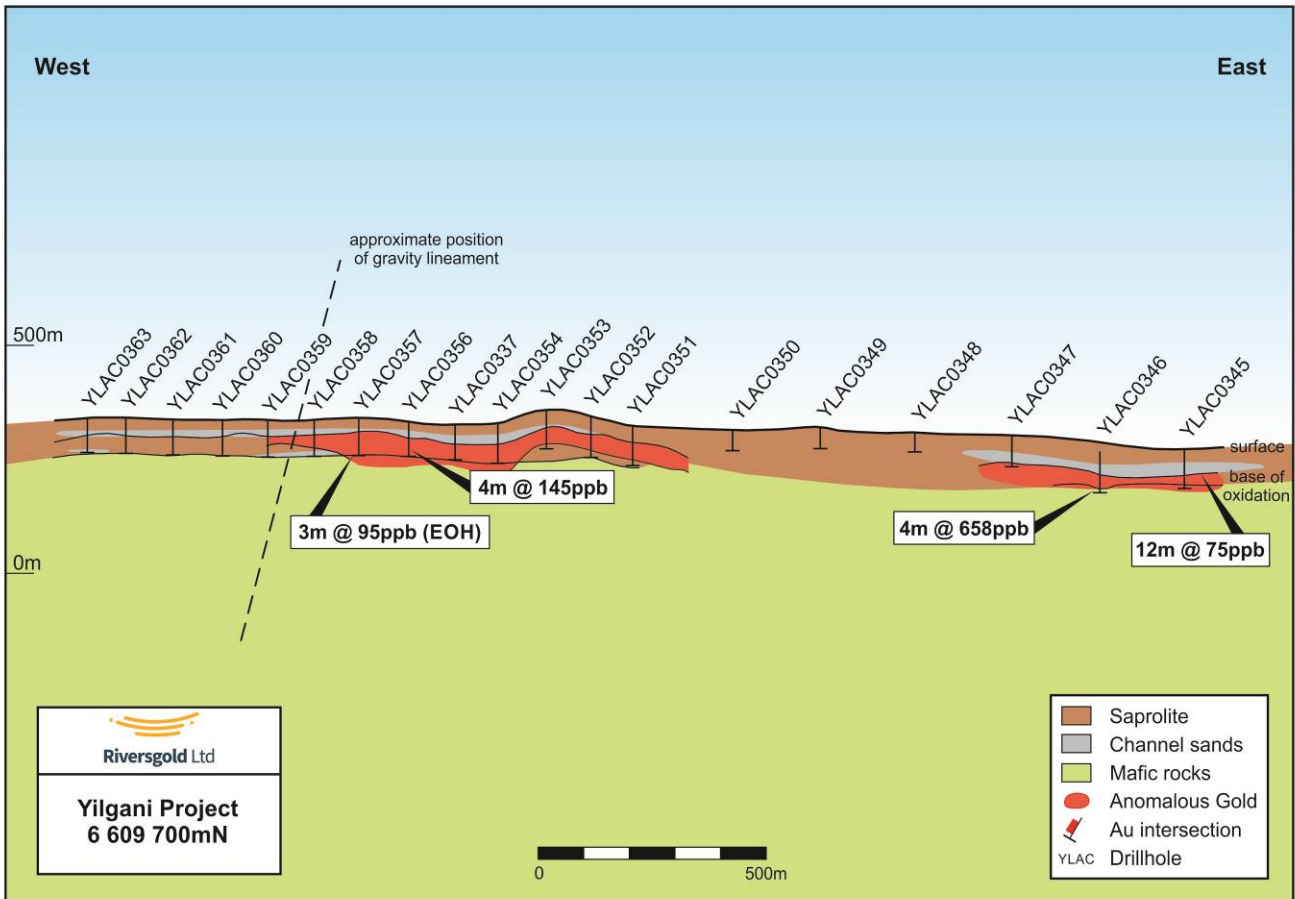 West
East
approximate position
of gravity lineament
500m
YLAC0363
YLAC0362
YLAC0361
YLAC0360
YLAC0359
YLAC0358
YLAC0357
YLAC0356
YLAC0337
YLAC0354
YLAC0353
YLAC0352
YLAC0351
YLAC0350
YLAC0349
YLAC0348
YLAC0347
YLAC0346
YLAC0345
surface
base of
oxidation
4m @ 145ppb
3m @ 95ppb (EOH)
4m @ 658ppb
12m @ 75ppb
0m
Riversgold Ltd
Yilgani Project
6 609 700mN
0
500m
Saprolite
Channel sands
Mafic rocks
Anomalous Gold
Au intersection
YLAC Drillhole